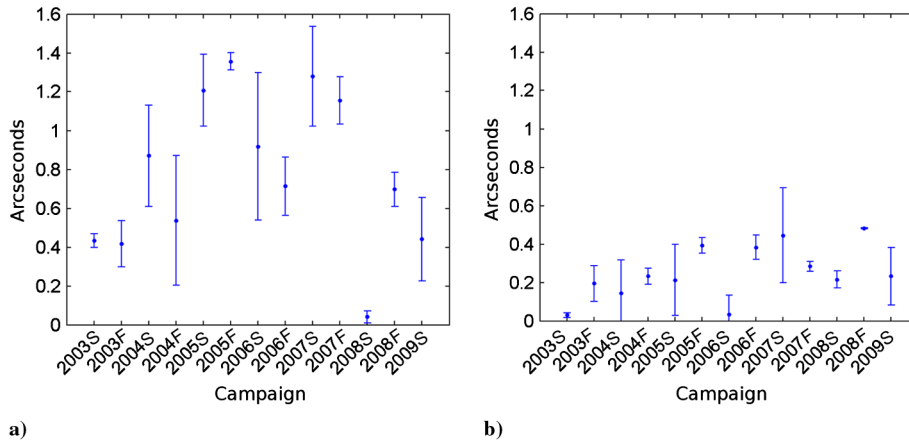 1.6
1.4
1.2
1
0.8
0.6
0.4
0.2
0
Arcseconds
2003S
2003F
2004S
2004F
2005S
2005F
2006S
2006F
2007S
2007F
2008S
2008F
2009S
Campaign
a)
1.6
1.4
1.2
1
0.8
0.6
0.4
0.2
0
Arcseconds
2003S
2003F
2004S
2004F
2005S
2005F
2006S
2006F
2007S
2007F
2008S
2008F
2009S
Campaign
b)